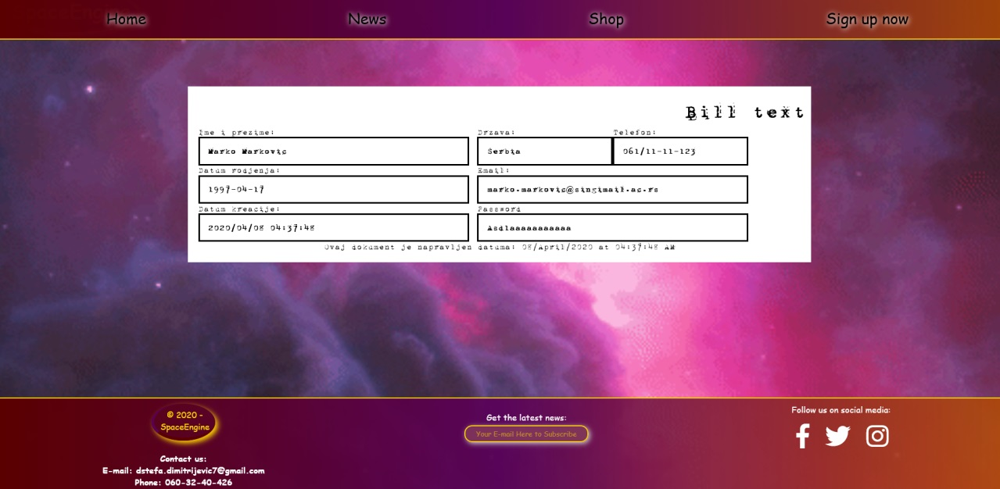 Home News Shop Sign up now
Bill text
Ime i prezime: Drzava: Telefon:
Marko Markovic Serbia 061/11-11-123
Datum rodjenja: Email:
1997-04-17 marko.markovic@singimail.ac.rs
Datum kreacije: Password
2020/04/08 04:37:48 Asdlaaaaaaaaaaa
Ovaj dokument je napravljen datuma: 08/April/2020 at 04:37:48 AM
© 2020 -
SpaceEngine
Contact us:
E-mail: dstefa.dimitrijevic7@gmail.com
Phone: 060-32-40-426
Get the latest news:
Your E-mail Here to Subscribe
Follow us on social media: